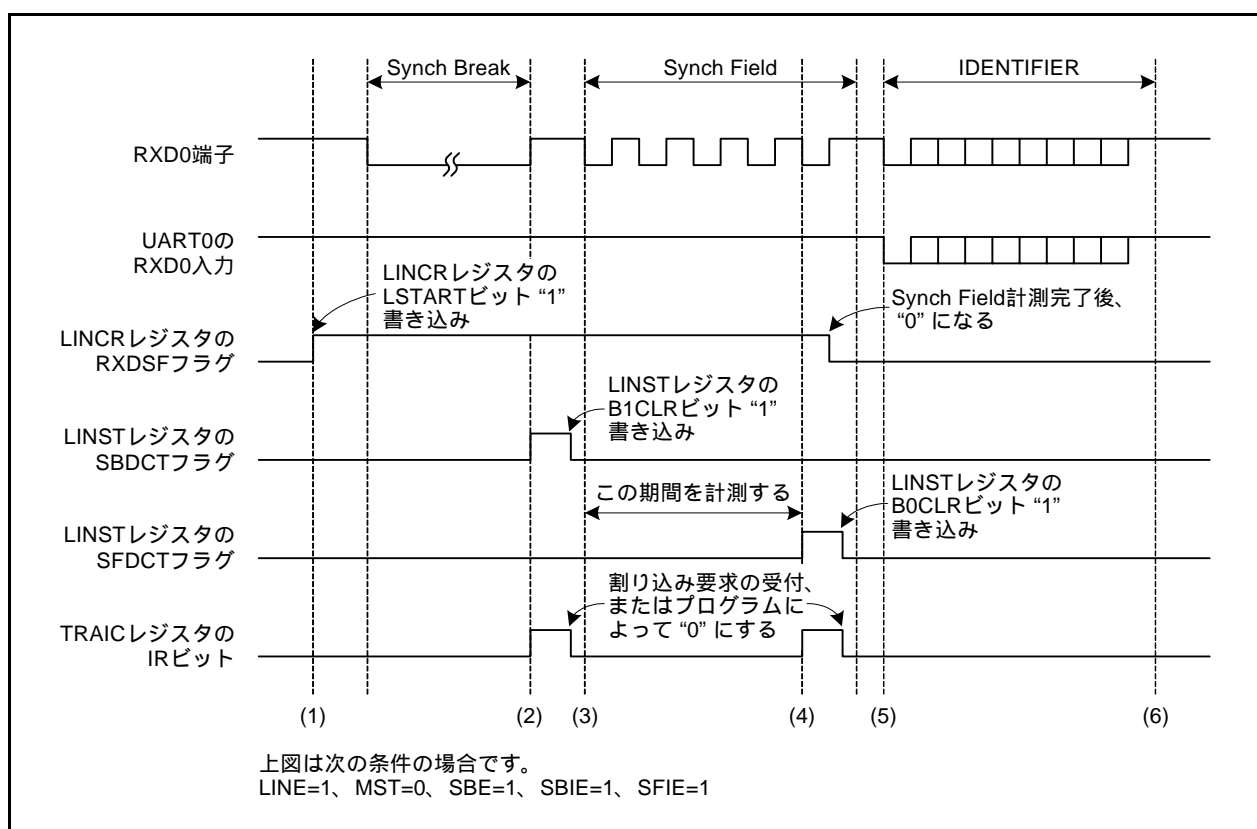 Synch Break
Synch Field
IDENTIFIER
RXD0端子
UART0の
RXD0入力
LINCRレジスタの
LSTARTビット “1”
書き込み
Synch Field計測完了後、
“0” になる
LINCRレジスタの
RXDSFフラグ
LINSTレジスタの
B1CLRビット “1”
書き込み
LINSTレジスタの
SBDCTフラグ
この期間を計測する
LINSTレジスタの
B0CLRビット “1”
書き込み
LINSTレジスタの
SFDCTフラグ
割り込み要求の受付、
またはプログラムに
よって “0” にする
TRAICレジスタの
IRビット
(1) (2) (3) (4) (5) (6)
上図は次の条件の場合です。
LINE=1、MST=0、SBE=1、SBIE=1、SFIE=1